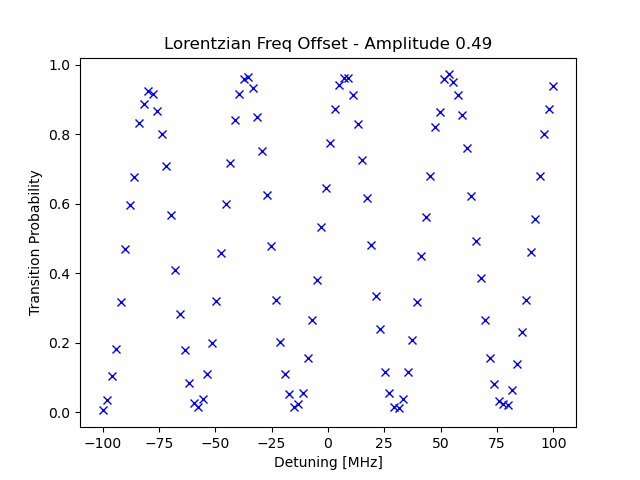 Lorentzian Freq Offset - Amplitude 0.49
1.0
0.8
0.6
0.4
0.2
0.0
Transition Probability
−100 −75 −50 −25 0 25 50 75 100
Detuning [MHz]